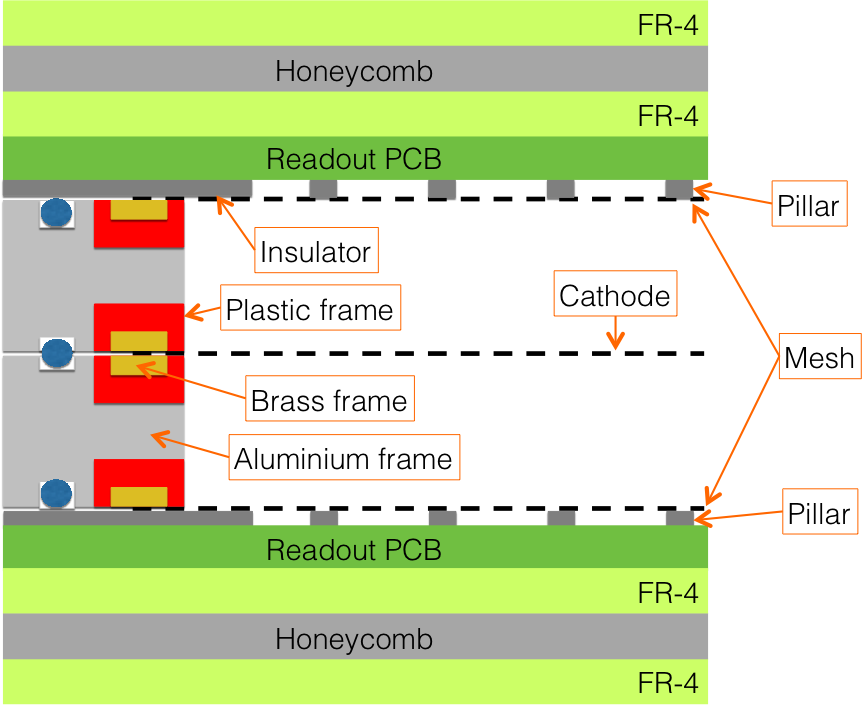 FR-4
Honeycomb
FR-4
Readout PCB
Pillar
Insulator
Plastic frame
Cathode
Mesh
Brass frame
Aluminium frame
Pillar
Readout PCB
FR-4
Honeycomb
FR-4